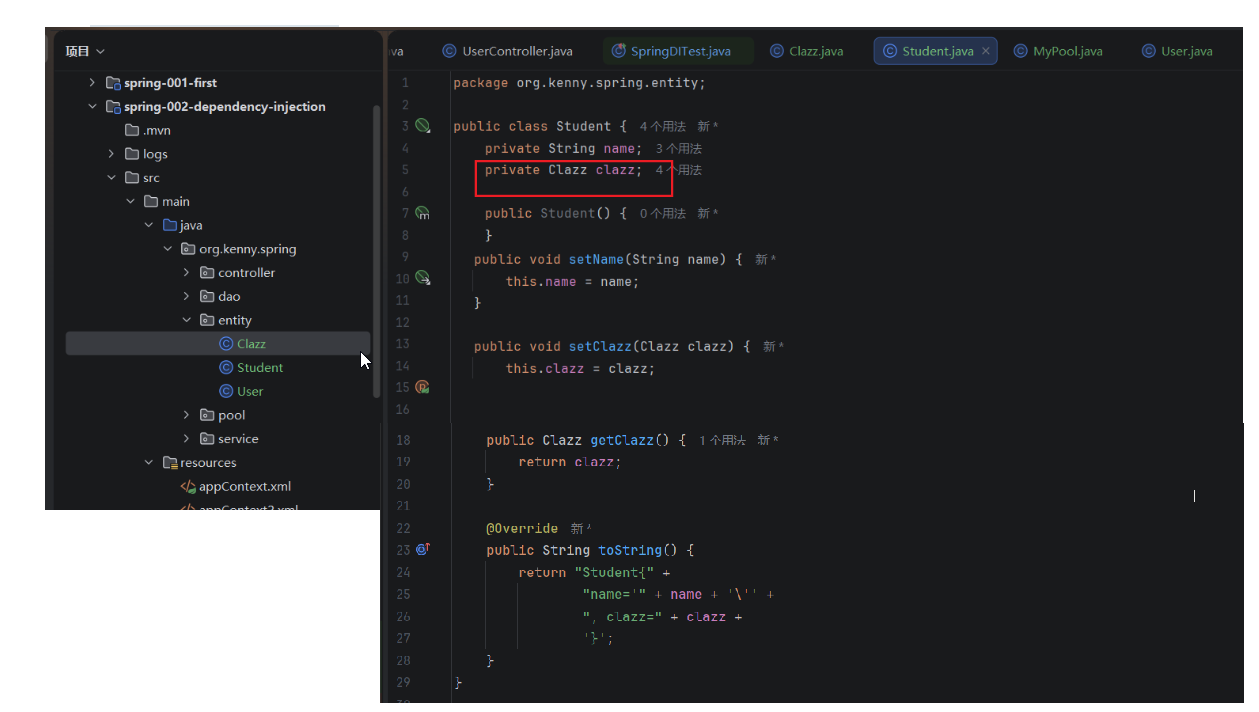 项目
va UserController.java SpringDITest.java Clazz.java Student.java × MyPool.java User.java
spring-001-first
spring-002-dependency-injection
.mvn
logs
src
main
java
org.kenny.spring
controller
dao
entity
Clazz
Student
User
pool
service
resources
appContext.xml
appContext2.xml
1 package org.kenny.spring.entity;
2
3 public class Student { 4 个用法 新 *
4 private String name; 3 个用法
5 private Clazz clazz; 4 个用法
6
7 public Student() { 0 个用法 新 *
8 }
9 public void setName(String name) { 新 *
10 this.name = name;
11 }
12
13 public void setClazz(Clazz clazz) { 新 *
14 this.clazz = clazz;
15
16
18 public Clazz getClazz() { 1 个用法 新 *
19 return clazz;
20 }
21
22 @Override 新 *
23 public String toString() {
24 return "Student{" +
25 "name='" + name + '\'' +
26 ", clazz=" + clazz +
27 '}';
28 }
29 }